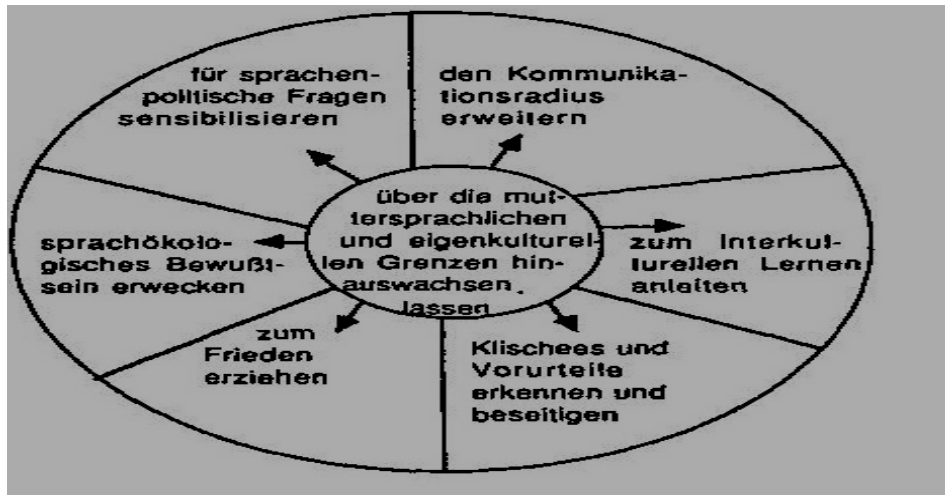 für sprachen-
politische Fragen
sensibilisieren
den Kommunika-
tionsradius
erweitern
über die mut-
tersprachlichen
und eigenkulturel-
len Grenzen hin-
auswachsen
lassen
sprachökolo-
gisches Bewußt-
sein erwecken
zum Interkul-
turellen Lernen
anleiten
zum
Frieden
erziehen
Klischees und
Vorurteile
erkennen und
beseitigen